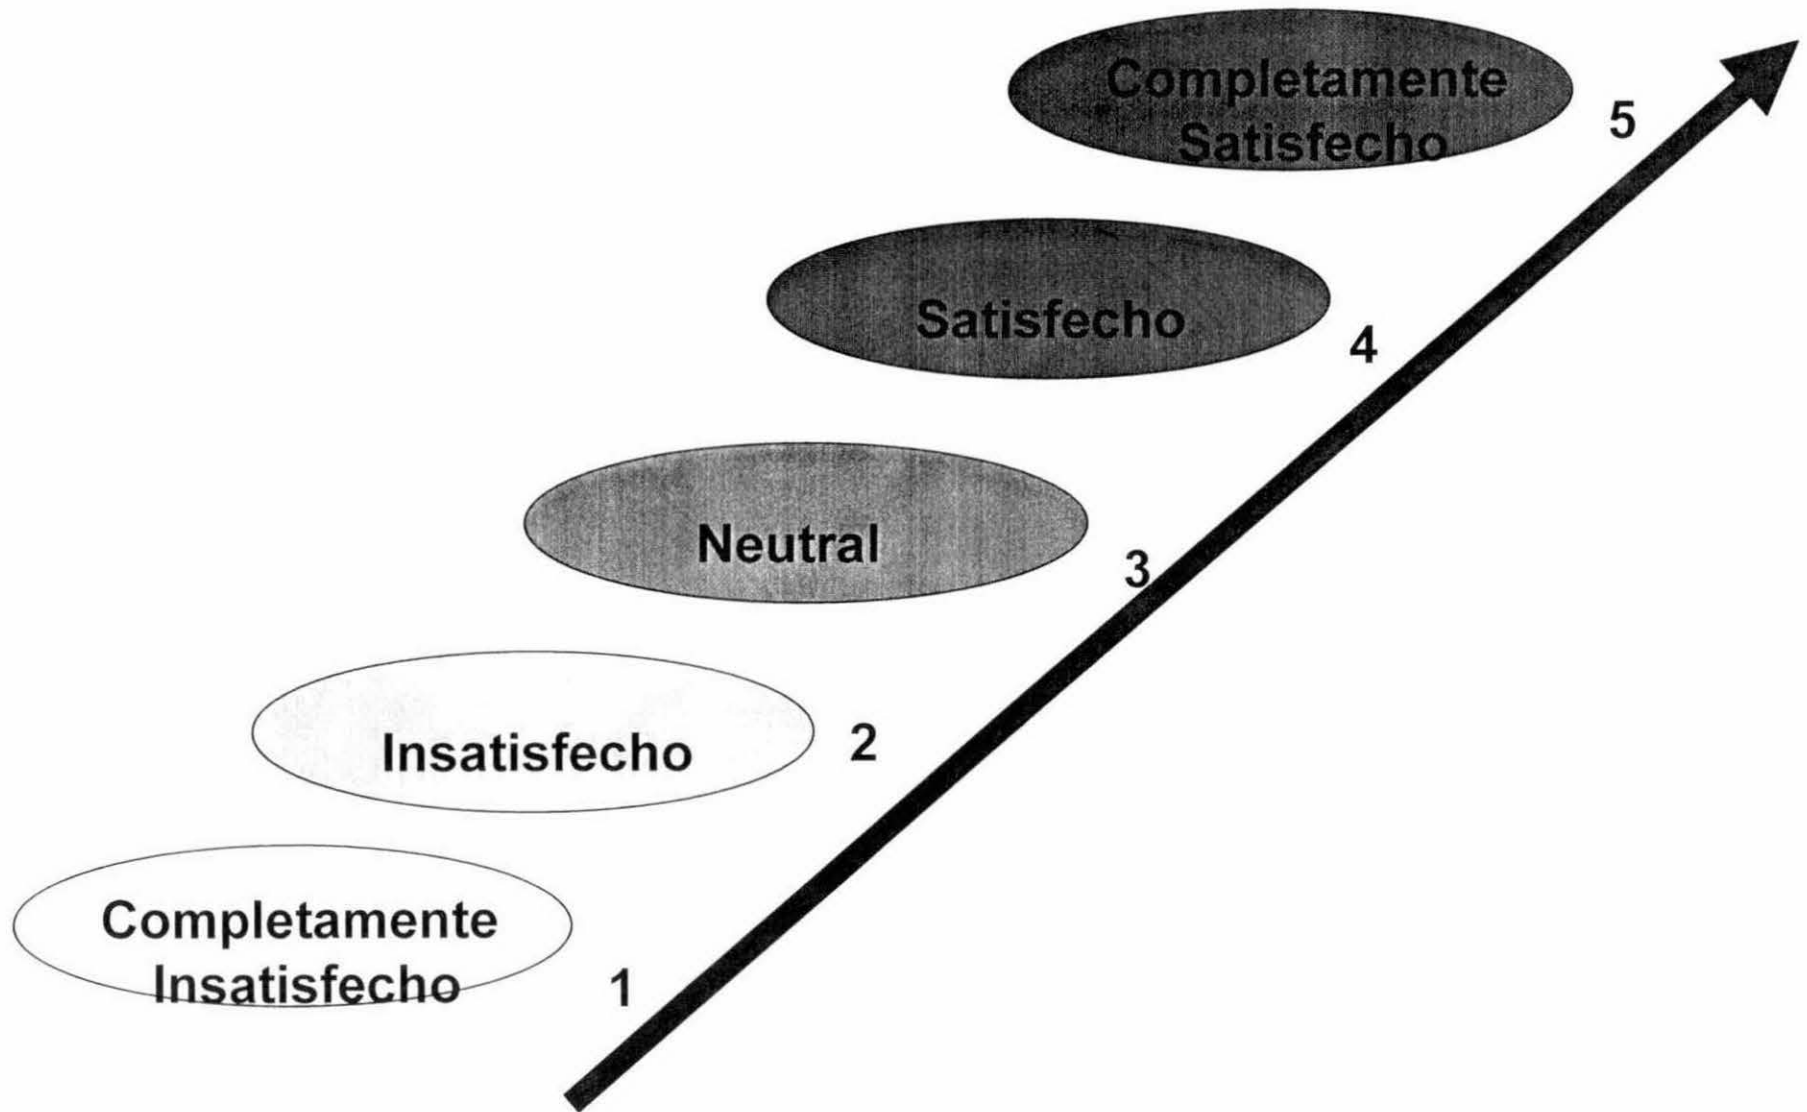 Completamente
Satisfecho
5
Satisfecho
4
Neutral
3
Insatisfecho
2
Completamente
Insatisfecho
1